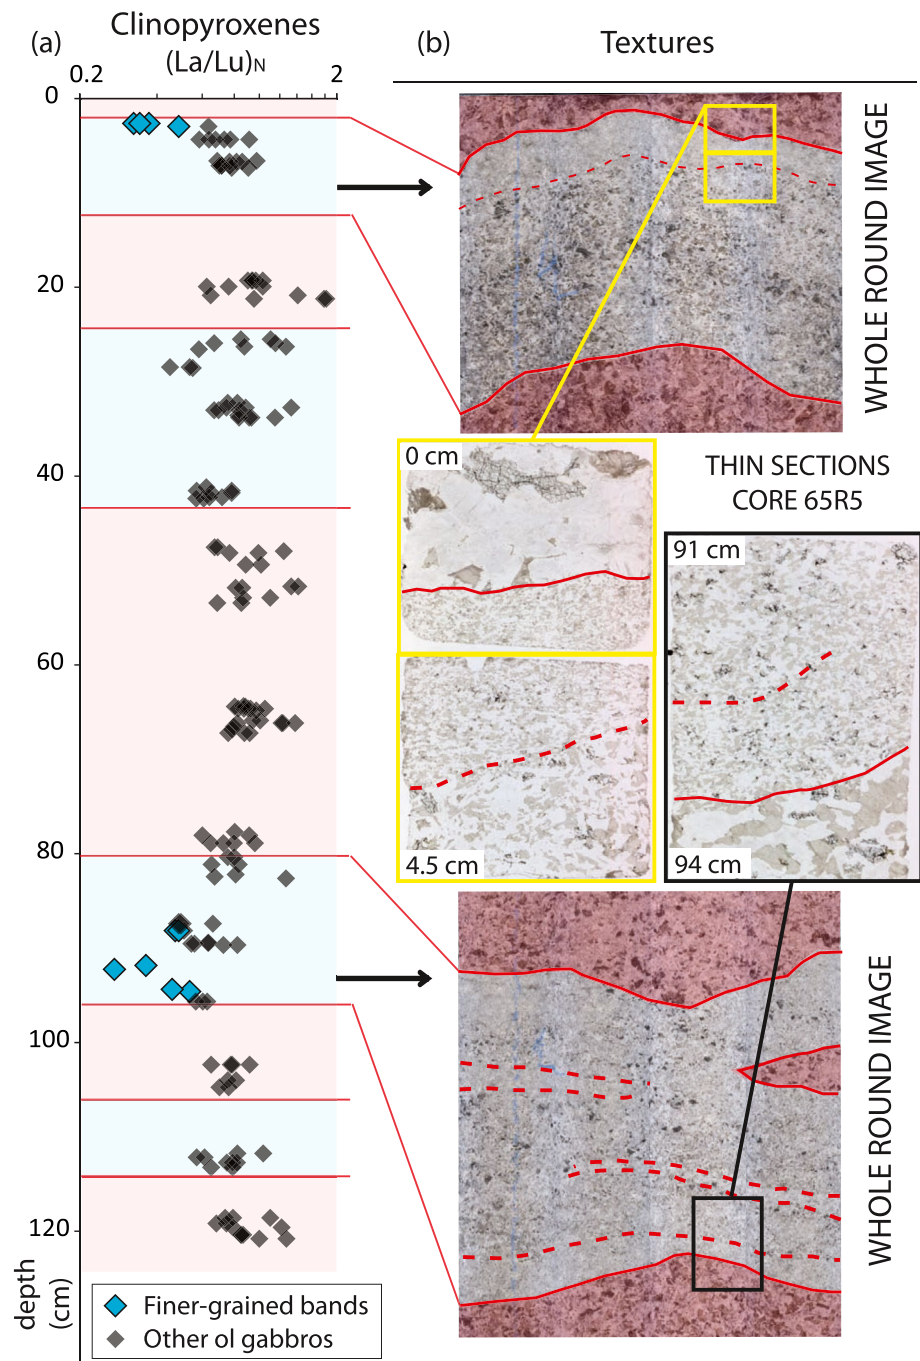 (a)
Clinopyroxenes
(La/Lu)N
0.2
2
0
20
40
60
80
100
120
depth
(cm)
Finer-grained bands
Other ol gabbros
(b)
Textures
WHOLE ROUND IMAGE
0 cm
4.5 cm
THIN SECTIONS
CORE 65R5
91 cm
94 cm
WHOLE ROUND IMAGE